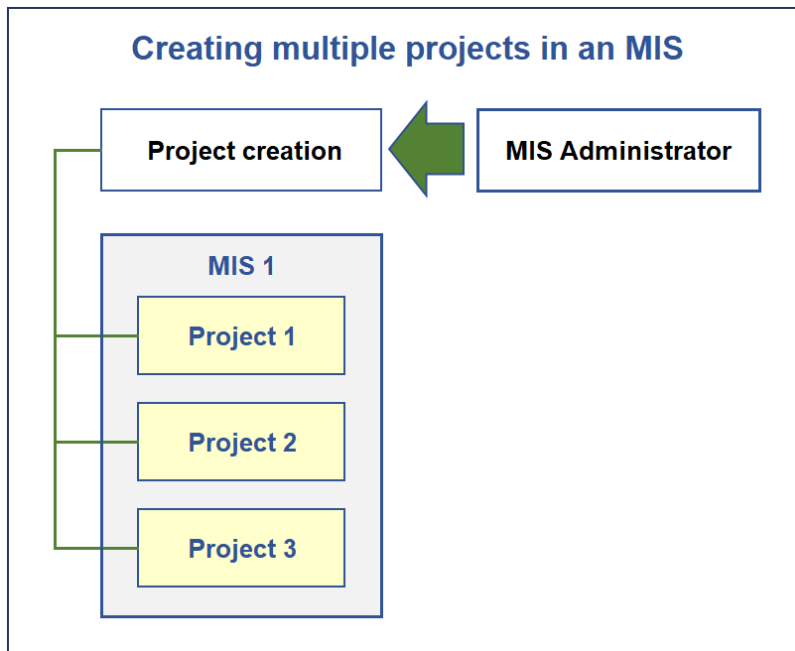 Creating multiple projects in an MIS
Project creation
MIS Administrator
MIS 1
Project 1
Project 2
Project 3